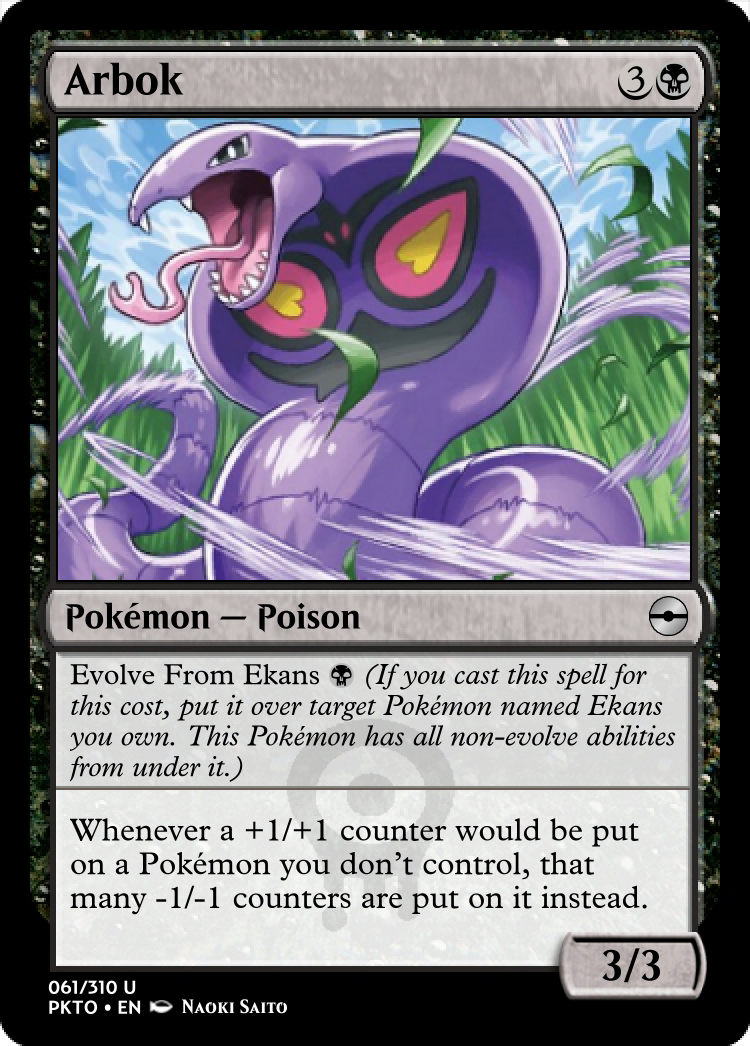 Arbok 3
Pokémon — Poison
Evolve From Ekans (If you cast this spell for
this cost, put it over target Pokémon named Ekans
you own. This Pokémon has all non-evolve abilities
from under it.)
Whenever a +1/+1 counter would be put
on a Pokémon you don't control, that
many -1/-1 counters are put on it instead.
3/3
061/310 U
PKTO • EN Naoki Saito